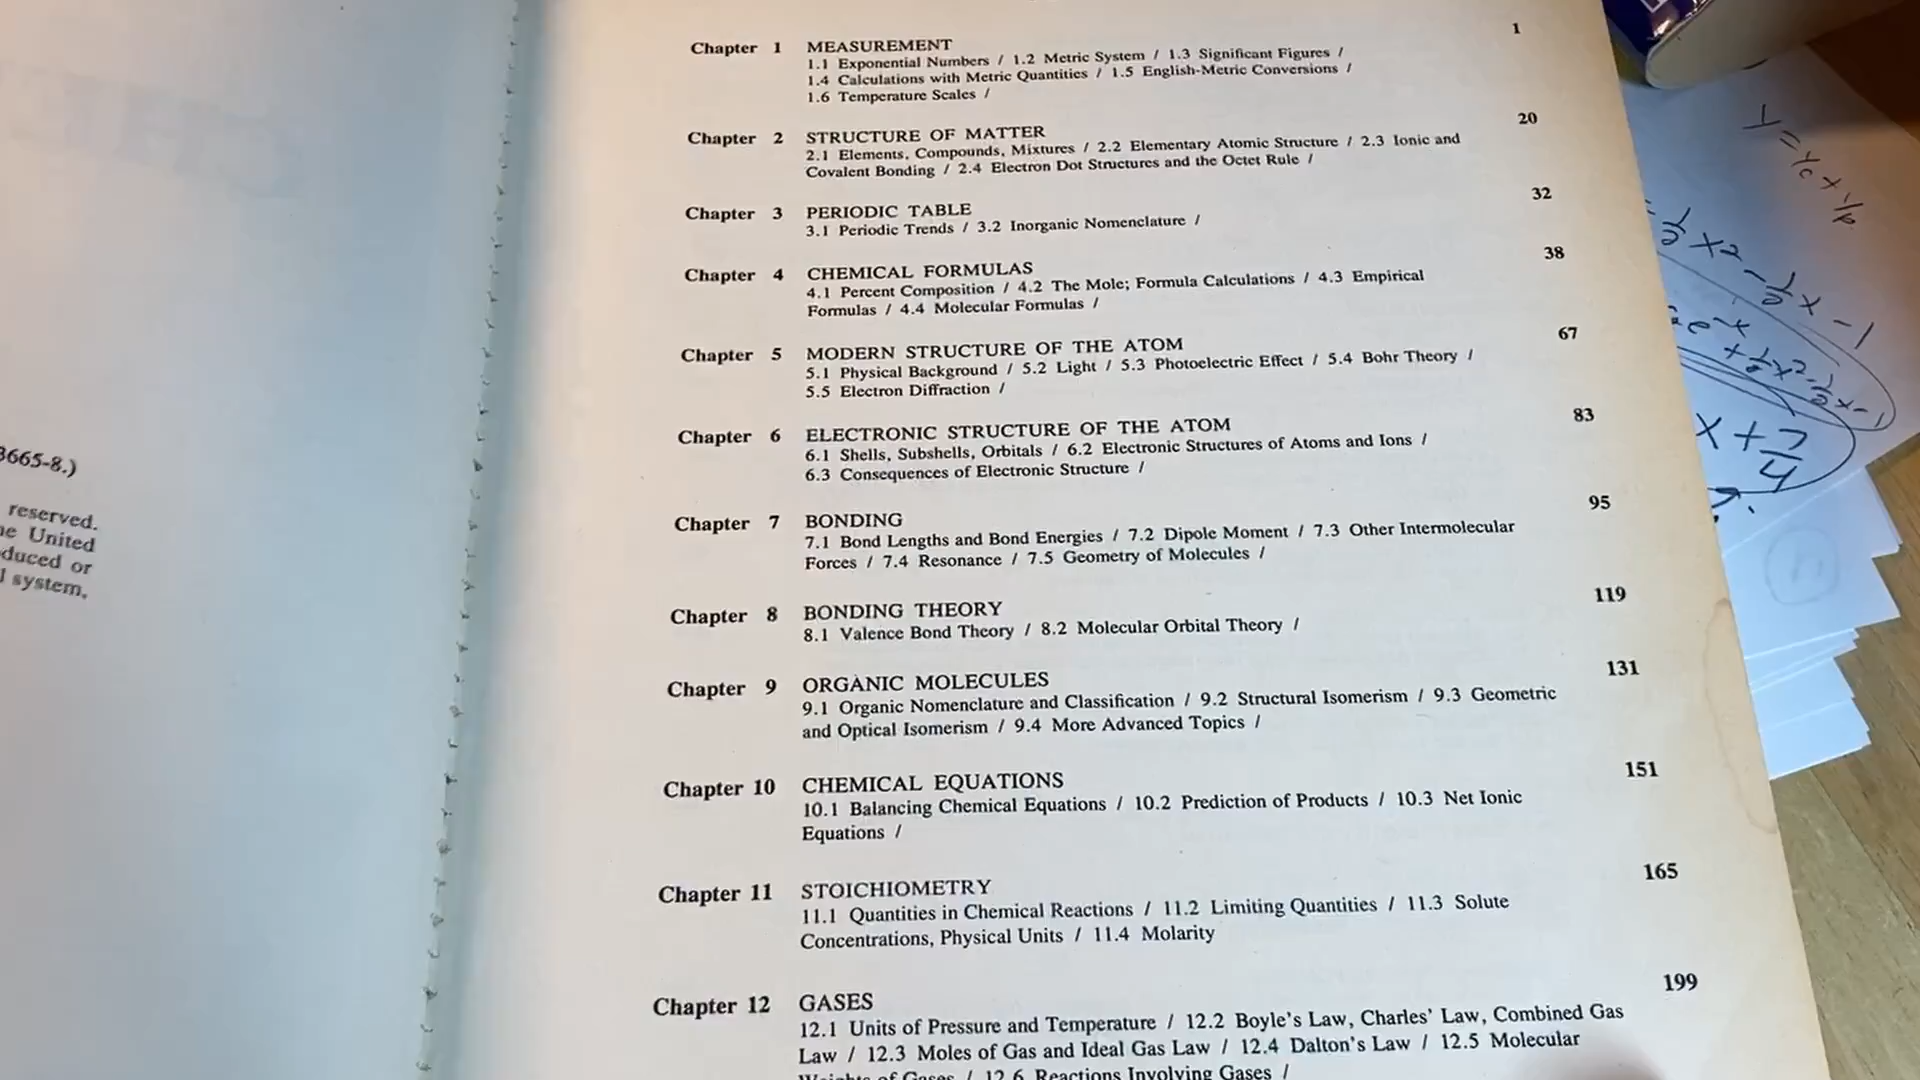 3665-8.)
reserved.
United
duced or
system,
Chapter 1 MEASUREMENT 1
1.1 Exponential Numbers / 1.2 Metric System / 1.3 Significant Figures /
1.4 Calculations with Metric Quantities / 1.5 English-Metric Conversions /
1.6 Temperature Scales /
Chapter 2 STRUCTURE OF MATTER 20
2.1 Elements, Compounds, Mixtures / 2.2 Elementary Atomic Structure / 2.3 Ionic and
Covalent Bonding / 2.4 Electron Dot Structures and the Octet Rule /
Chapter 3 PERIODIC TABLE 32
3.1 Periodic Trends / 3.2 Inorganic Nomenclature /
Chapter 4 CHEMICAL FORMULAS 38
4.1 Percent Composition / 4.2 The Mole; Formula Calculations / 4.3 Empirical
Formulas / 4.4 Molecular Formulas /
Chapter 5 MODERN STRUCTURE OF THE ATOM 67
5.1 Physical Background / 5.2 Light / 5.3 Photoelectric Effect / 5.4 Bohr Theory /
5.5 Electron Diffraction /
Chapter 6 ELECTRONIC STRUCTURE OF THE ATOM 83
6.1 Shells, Subshells, Orbitals / 6.2 Electronic Structures of Atoms and Ions /
6.3 Consequences of Electronic Structure /
Chapter 7 BONDING 95
7.1 Bond Lengths and Bond Energies / 7.2 Dipole Moment / 7.3 Other Intermolecular
Forces / 7.4 Resonance / 7.5 Geometry of Molecules /
Chapter 8 BONDING THEORY 119
8.1 Valence Bond Theory / 8.2 Molecular Orbital Theory /
Chapter 9 ORGANIC MOLECULES 131
9.1 Organic Nomenclature and Classification / 9.2 Structural Isomerism / 9.3 Geometric
and Optical Isomerism / 9.4 More Advanced Topics /
Chapter 10 CHEMICAL EQUATIONS 151
10.1 Balancing Chemical Equations / 10.2 Prediction of Products / 10.3 Net Ionic
Equations /
Chapter 11 STOICHIOMETRY 165
11.1 Quantities in Chemical Reactions / 11.2 Limiting Quantities / 11.3 Solute
Concentrations, Physical Units / 11.4 Molarity
Chapter 12 GASES 199
12.1 Units of Pressure and Temperature / 12.2 Boyle's Law, Charles' Law, Combined Gas
Law / 12.3 Moles of Gas and Ideal Gas Law / 12.4 Dalton's Law / 12.5 Molecular
Weights of Gases / 12.6 Reactions Involving Gases /
y = yc + yp
x + 7/4